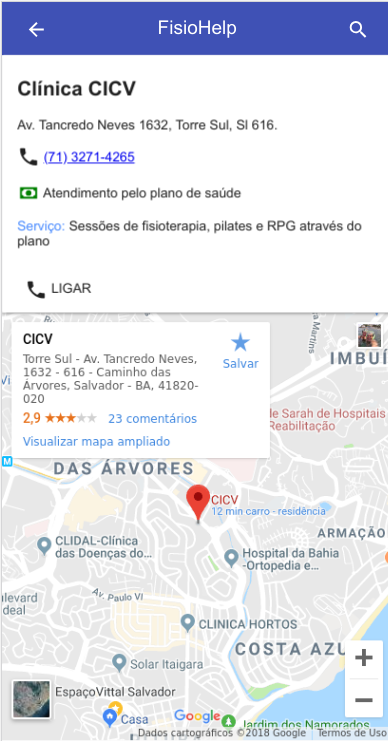 FisioHelp
Clínica CICV
Av. Tancredo Neves 1632, Torre Sul, Sl 616.
(71) 3271-4265
Atendimento pelo plano de saúde
Serviço: Sessões de fisioterapia, pilates e RPG através do
plano
LIGAR
CICV
Torre Sul - Av. Tancredo Neves,
1632 - 616 - Caminho das
Árvores, Salvador - BA, 41820-
020
Salvar
2,9 23 comentários
Visualizar mapa ampliado
Martins
IMBUÍ
de Sarah de Hospitais
Reabilitação
M
DAS ÁRVORES
CICV
12 min carro - residência
ARMAÇÃO
CLIDAL-Clínica
das Doenças do...
Hospital da Bahia
-Ortopedia e...
Av. Paulo VI
CLINICA HORTOS
COSTA AZU
Solar Itaigara
EspaçoVittal Salvador
Casa
Google
Jardim dos Namorados
Dados cartográficos ©2018 Google
Termos de Uso